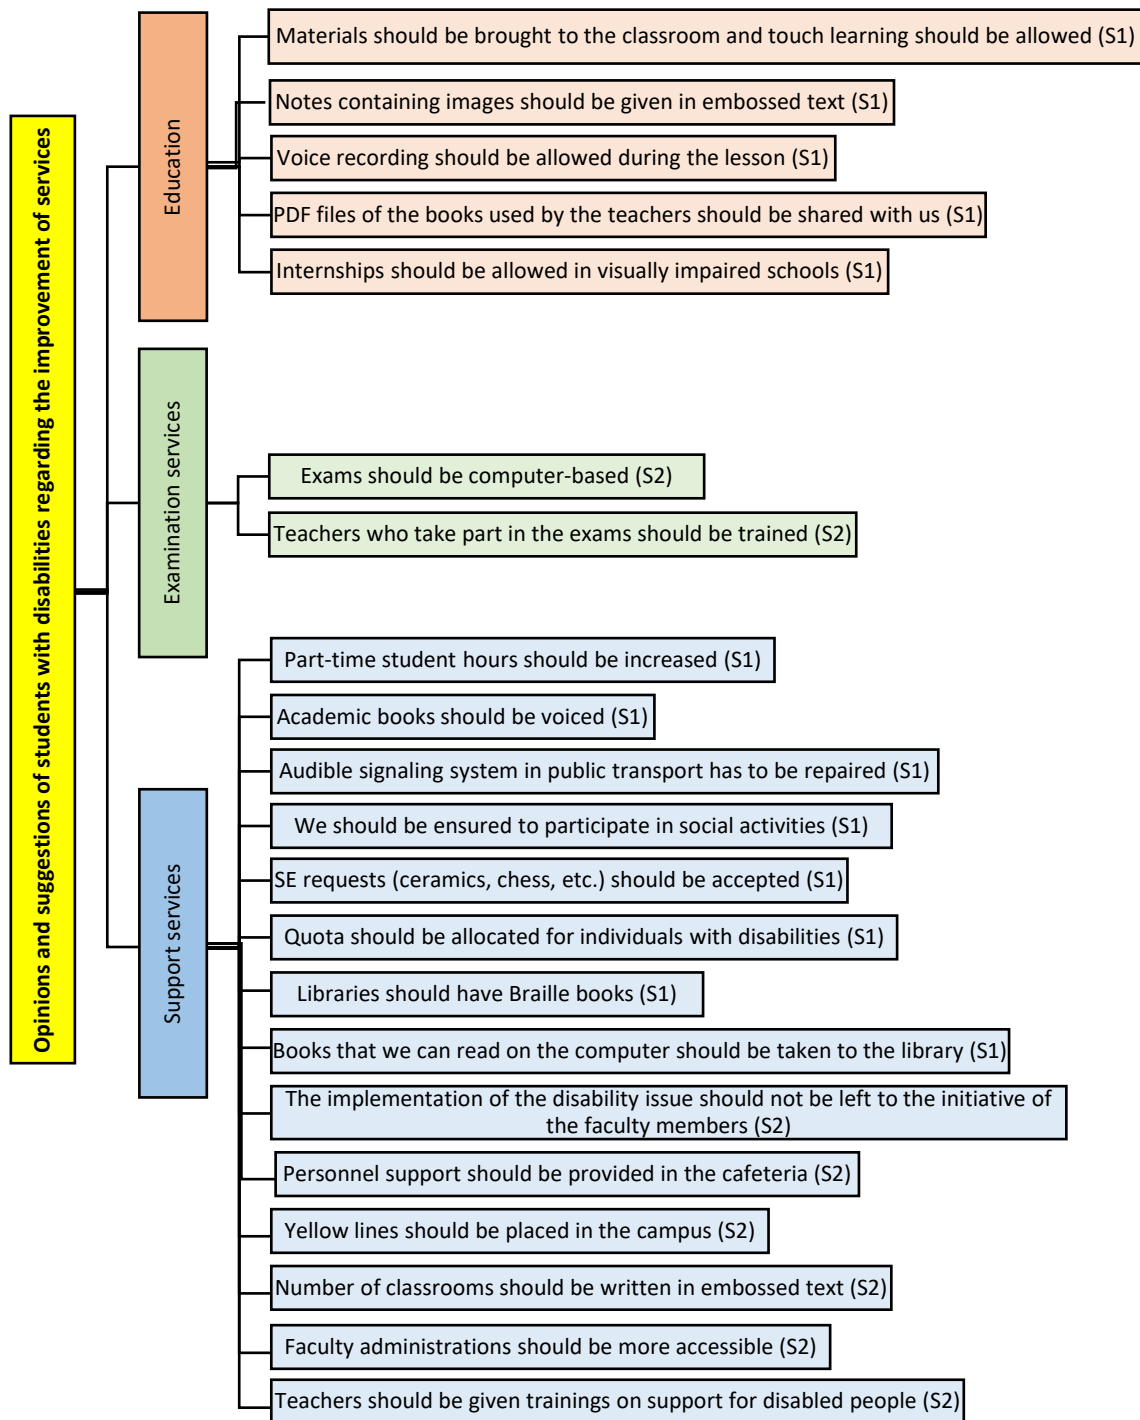 Opinions and suggestions of students with disabilities regarding the improvement of services
Education
Materials should be brought to the classroom and touch learning should be allowed (S1)
Notes containing images should be given in embossed text (S1)
Voice recording should be allowed during the lesson (S1)
PDF files of the books used by the teachers should be shared with us (S1)
Internships should be allowed in visually impaired schools (S1)
Examination services
Exams should be computer-based (S2)
Teachers who take part in the exams should be trained (S2)
Support services
Part-time student hours should be increased (S1)
Academic books should be voiced (S1)
Audible signaling system in public transport has to be repaired (S1)
We should be ensured to participate in social activities (S1)
SE requests (ceramics, chess, etc.) should be accepted (S1)
Quota should be allocated for individuals with disabilities (S1)
Libraries should have Braille books (S1)
Books that we can read on the computer should be taken to the library (S1)
The implementation of the disability issue should not be left to the initiative of
the faculty members (S2)
Personnel support should be provided in the cafeteria (S2)
Yellow lines should be placed in the campus (S2)
Number of classrooms should be written in embossed text (S2)
Faculty administrations should be more accessible (S2)
Teachers should be given trainings on support for disabled people (S2)